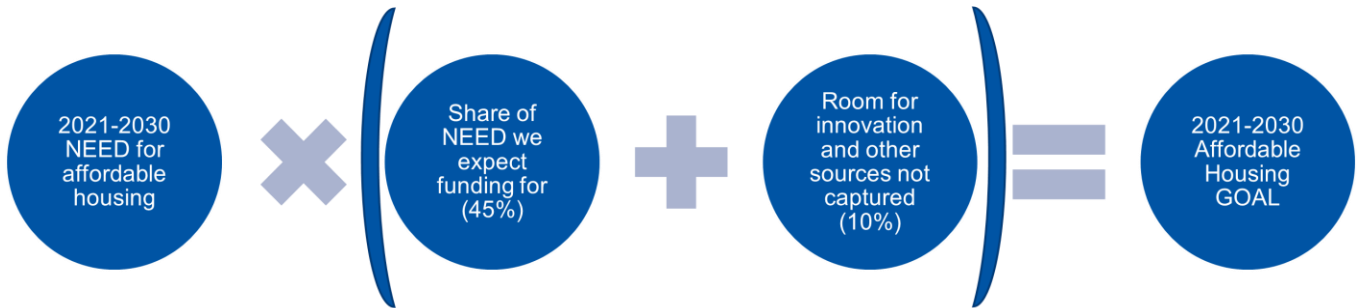 2021-2030
NEED for
affordable
housing
Share of
NEED we
expect
funding for
(45%)
Room for
innovation
and other
sources not
captured
(10%)
2021-2030
Affordable
Housing
GOAL